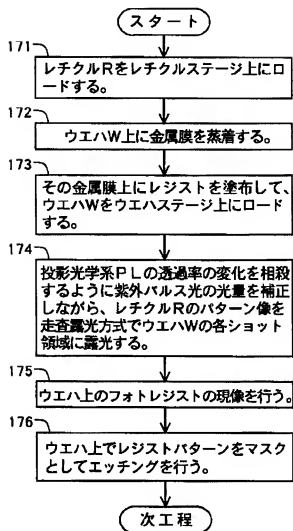 スタート
171
レチクルRをレチクルステージ上にロ
ードする。
172
ウエハW上に金属膜を蒸着する。
173
その金属膜上にレジストを塗布して、
ウエハWをウエハステージ上にロード
する。
174
投影光学系PLの透過率の変化を相殺
するように紫外パルス光の光量を補正
しながら、レチクルRのパターン像を
走査露光方式でウエハWの各ショット
領域に露光する。
175
ウエハ上のフォトレジストの現像を行う。
176
ウエハ上でレジストパターンをマスク
としてエッチングを行う。
次工程